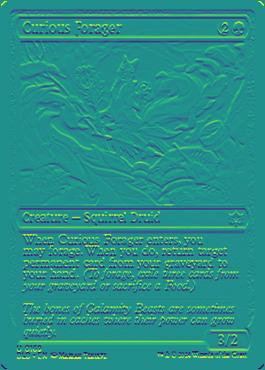 Curious Forager
2
Creature — Squirrel Druid
When Curious Forager enters, you
may forage. When you do, return target
permanent card from your graveyard to
your hand. (To forage, exile three cards from
your graveyard or sacrifice a Food.)
The bones of Calamity Beasts are sometimes
buried in caches where their power can grow
quietly.
3/2